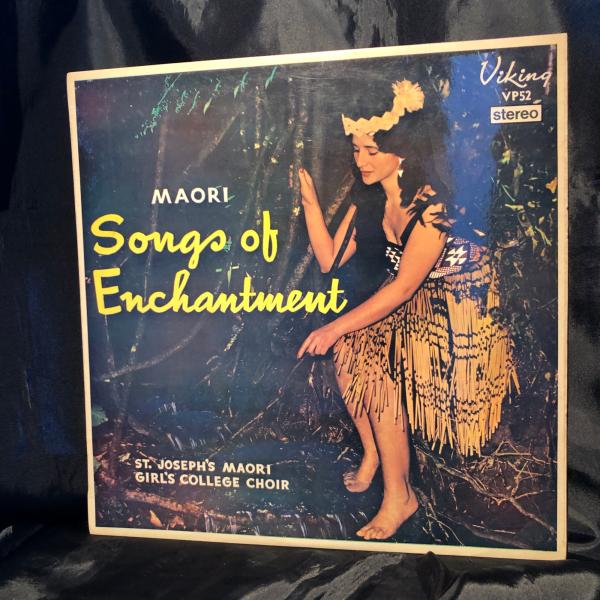 Viking
VP52
stereo
MAORI
Songs of
Enchantment
ST. JOSEPH'S MAORI
GIRL'S COLLEGE CHOIR